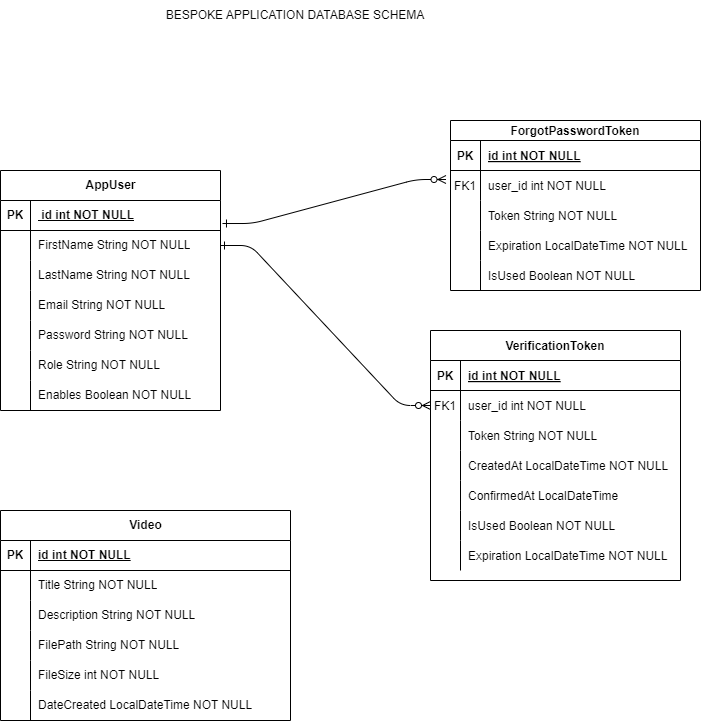 BESPOKE APPLICATION DATABASE SCHEMA
ForgotPasswordToken
PK id int NOT NULL
FK1 user_id int NOT NULL
Token String NOT NULL
Expiration LocalDateTime NOT NULL
IsUsed Boolean NOT NULL
AppUser
PK id int NOT NULL
FirstName String NOT NULL
LastName String NOT NULL
Email String NOT NULL
Password String NOT NULL
Role String NOT NULL
Enables Boolean NOT NULL
VerificationToken
PK id int NOT NULL
FK1 user_id int NOT NULL
Token String NOT NULL
CreatedAt LocalDateTime NOT NULL
ConfirmedAt LocalDateTime
IsUsed Boolean NOT NULL
Expiration LocalDateTime NOT NULL
Video
PK id int NOT NULL
Title String NOT NULL
Description String NOT NULL
FilePath String NOT NULL
FileSize int NOT NULL
DateCreated LocalDateTime NOT NULL